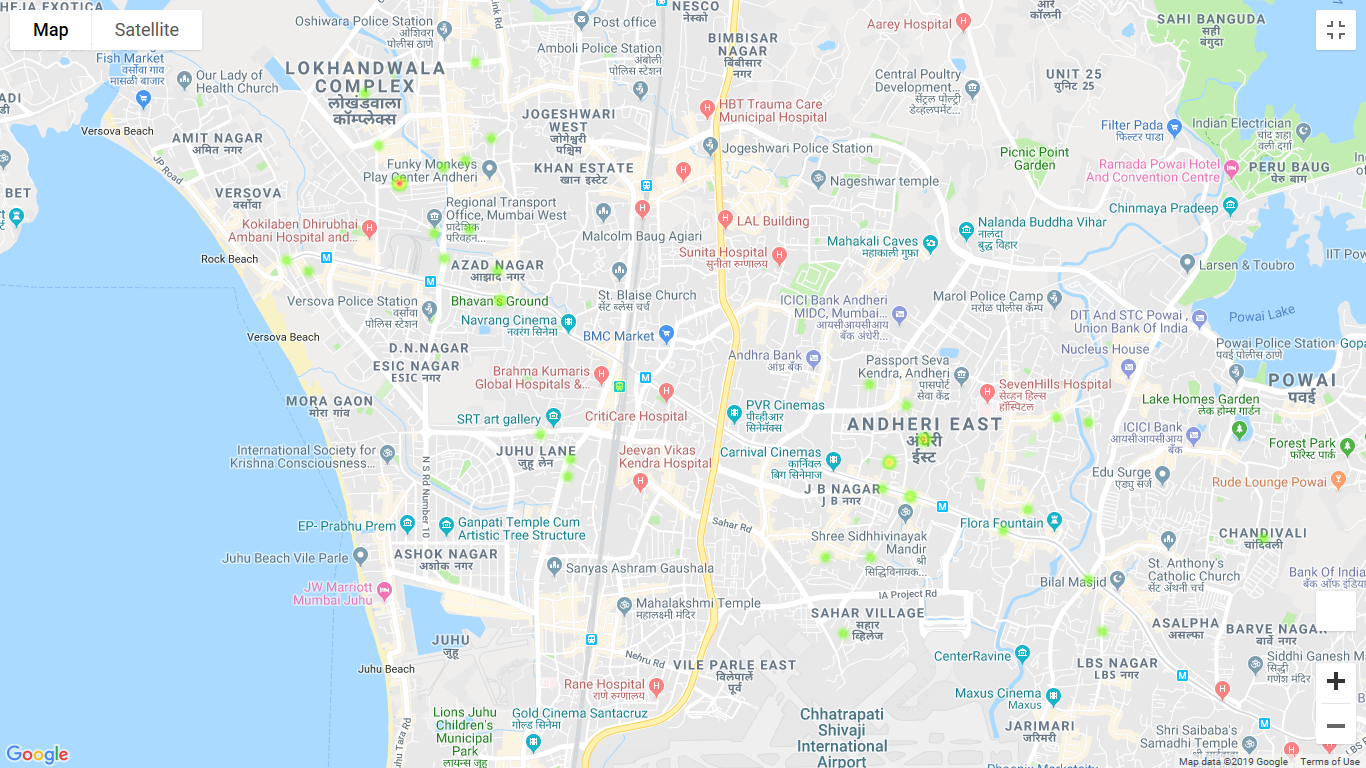 HEJA EXOTICA
Map
Satellite
Oshiwara Police Station
ओशिवरा
पोलीस ठाणे
Link Rd
Post office
NESCO
नेस्को
आरे
कॉलनी
SAHI BANGUDA
सही
बंगुदा
Aarey Hospital
BIMBISAR
NAGAR
बिंबीसार
नगर
Amboli Police Station
अंबोली
पोलिस स्टेशन
Fish Market
वर्सोवा गाव
मासळी बाजार
Our Lady of
Health Church
LOKHANDWALA
COMPLEX
लोखंडवाला
कॉम्प्लेक्स
Central Poultry
Development...
सेंट्रल पोल्ट्री
डेव्हलपमेंट...
UNIT 25
युनिट 25
HBT Trauma Care
Municipal Hospital
JOGESHWARI
WEST
जोगेश्वरी
पश्चिम
Versova Beach
AMIT NAGAR
अमित नगर
Filter Pada
फिल्टर पाडा
Indian Electrician
चांद शहा
वली दर्गा
Jogeshwari Police Station
Picnic Point
Garden
JP Road
Funky Monkeys
Play Center Andheri
KHAN ESTATE
खान इस्टेट
Nageshwar temple
Ramada Powai Hotel
And Convention Centre
PERU BAUG
पेरु बाग
BET
VERSOVA
वर्सोवा
Regional Transport
Office, Mumbai West
प्रादेशिक
परिवहन...
Chinmaya Pradeep
Kokilaben Dhirubhai
Ambani Hospital and...
Malcolm Baug Agiari
LAL Building
Nalanda Buddha Vihar
नालंदा
बुद्ध विहार
Mahakali Caves
महाकाली गुफा
Sunita Hospital
सुनीता रुग्णालय
IIT Pow
Rock Beach
AZAD NAGAR
आझाद नगर
Larsen & Toubro
Versova Police Station
वर्सोवा
पोलिस स्टेशन
Bhavan's Ground
St. Blaise Church
सेंट ब्लेस चर्च
ICICI Bank Andheri
MIDC, Mumbai...
आयसीआयसीआय
बँक अंधेरी...
Marol Police Camp
मरोळ पोलीस कॅम्प
Navrang Cinema
नवरंग सिनेमा
DIT And STC Powai ,
Union Bank Of India
Powai Lake
Versova Beach
BMC Market
D.N.NAGAR
Andhra Bank
आंध्र बँक
Nucleus House
Powai Police Station
पवई पोलीस ठाणे
Gopa
ESIC NAGAR
ESIC नगर
Brahma Kumaris
Global Hospitals &...
Passport Seva
Kendra, Andheri
पासपोर्ट
सेवा केंद्र
SevenHills Hospital
सेव्हन हिल्स
हॉस्पिटल
POWAI
पवई
MORA GAON
मोरा गांव
Lake Homes Garden
लेक होम्स गार्डन
SRT art gallery
CritiCare Hospital
PVR Cinemas
पीव्हीआर
सिनेमॅक्स
ANDHERI EAST
अंधेरी
ईस्ट
ICICI Bank
आयसीआयसीआय
बँक
Forest Park
फॉरेस्ट पार्क
International Society for
Krishna Consciousness...
JUHU LANE
जुहू लेन
Jeevan Vikas
Kendra Hospital
Carnival Cinemas
कार्निवल
बिग सिनेमाज
Edu Surge
एड्यु सर्ज
Rude Lounge Powai
N S Rd Number 10
J B NAGAR
J B नगर
EP- Prabhu Prem
Ganpati Temple Cum
Artistic Tree Structure
Sahar Rd
Flora Fountain
Shree Sidhhivinayak
Mandir
श्री
सिद्धिविनायक...
CHANDIVALI
चांदिवली
Juhu Beach Vile Parle
ASHOK NAGAR
अशोक नगर
Sanyas Ashram Gaushala
St. Anthony's
Catholic Church
सेंट अँथनी चर्च
Bank Of India
बँक ऑफ इंडिया
JW Marriott
Mumbai Juhu
Bilal Masjid
IA Project Rd
Mahalakshmi Temple
महालक्ष्मी मंदिर
SAHAR VILLAGE
सहार
व्हिलेज
ASALPHA
असल्फा
BARVE NAGAR
बार्वे नगर
JUHU
जुहू
Nehru Rd
VILE PARLE EAST
विलेपार्ले
पूर्व
CenterRavine
LBS NAGAR
LBS नगर
Siddhi Ganesh Ma
सिद्धी
गणेश मंदिर
Juhu Beach
Rane Hospital
राणे रुग्णालय
Maxus Cinema
Maxus
Lions Juhu
Children's
Municipal
Park
लायन्स जुहू
Gold Cinema Santacruz
गोल्ड सिनेमा
Juhu Tara Rd
Chhatrapati
Shivaji
International
Airport
JARIMARI
जरिमरी
Shri Saibaba's
Samadhi Temple
Phoenix Marketcity
LBS
Google
Map data ©2019 Google
Terms of Use